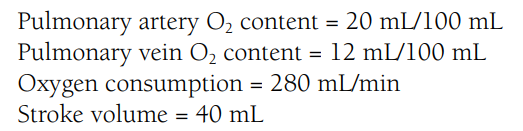 Pulmonary artery O₂ content = 20 mL/100 mL
Pulmonary vein O₂ content = 12 mL/100 mL
Oxygen consumption = 280 mL/min
Stroke volume = 40 mL